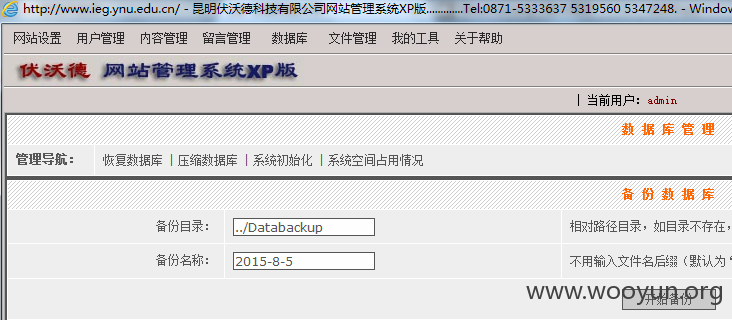 http://www.ieg.ynu.edu.cn/ - 昆明伏沃德科技有限公司网站管理系统XP版............Tel:0871-5333637 5319560 5347248. - Window
网站设置 用户管理 内容管理 留言管理 数据库 文件管理 我的工具 关于帮助
伏沃德 网站管理系统XP版
| 当前用户：admin
数 据 库 管 理
管理导航： 恢复数据库 | 压缩数据库 | 系统初始化 | 系统空间占用情况
备 份 数 据 库
备份目录： ../Databackup 相对路径目录，如目录不存在，
备份名称： 2015-8-5 不用输入文件名后缀（默认为“
开始备份
www.wooyun.org